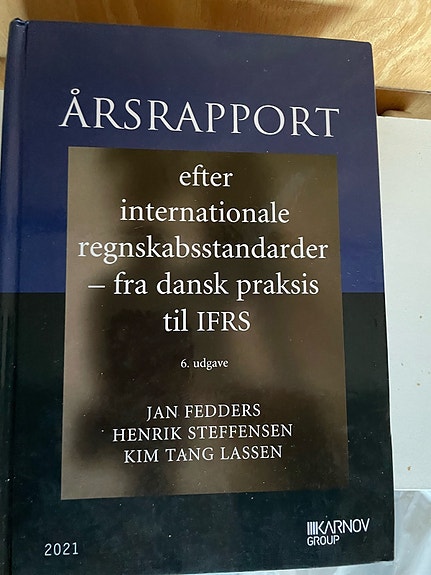 ÅRSRAPPORT
efter
internationale
regnskabsstandarder
– fra dansk praksis
til IFRS
6. udgave
JAN FEDDERS
HENRIK STEFFENSEN
KIM TANG LASSEN
2021
KARNOV
GROUP